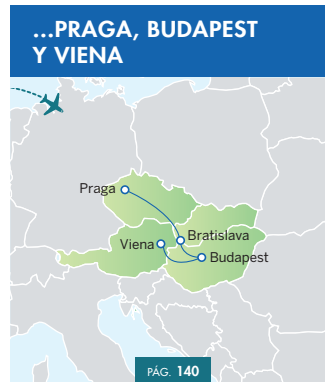 ...PRAGA, BUDAPEST
Y VIENA
Praga
Bratislava
Viena
Budapest
PÁG. 140